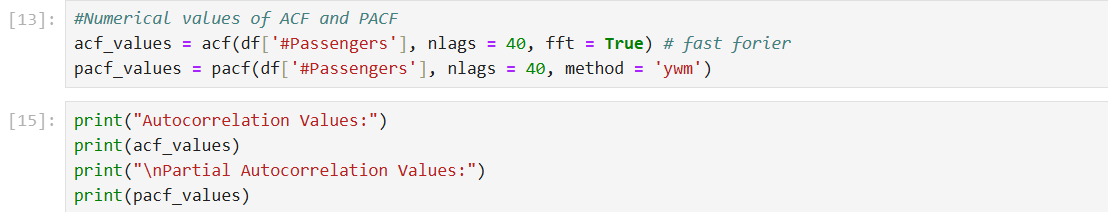 [13]: #Numerical values of ACF and PACF
acf_values = acf(df['#Passengers'], nlags = 40, fft = True) # fast forier
pacf_values = pacf(df['#Passengers'], nlags = 40, method = 'ywm')
[15]: print("Autocorrelation Values:")
print(acf_values)
print("\nPartial Autocorrelation Values:")
print(pacf_values)